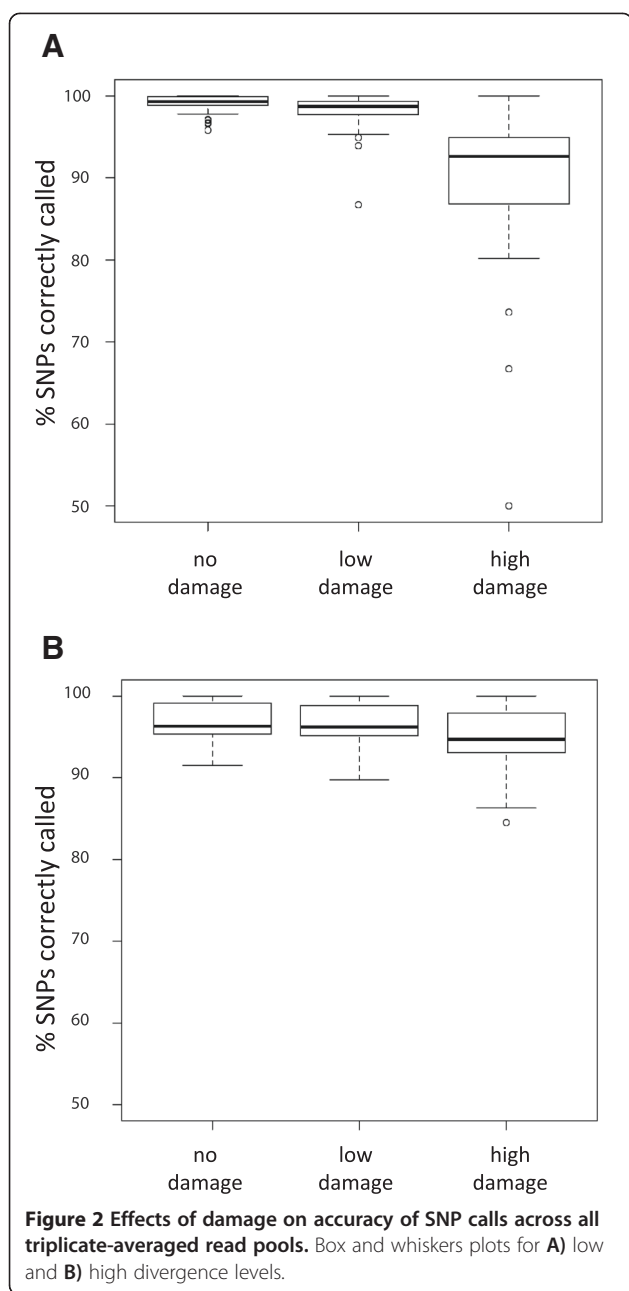 A
% SNPs correctly called
100
90
80
70
60
50
no damage
low damage
high damage
B
% SNPs correctly called
100
90
80
70
60
50
no damage
low damage
high damage
Figure 2 Effects of damage on accuracy of SNP calls across all
triplicate-averaged read pools. Box and whiskers plots for A) low
and B) high divergence levels.